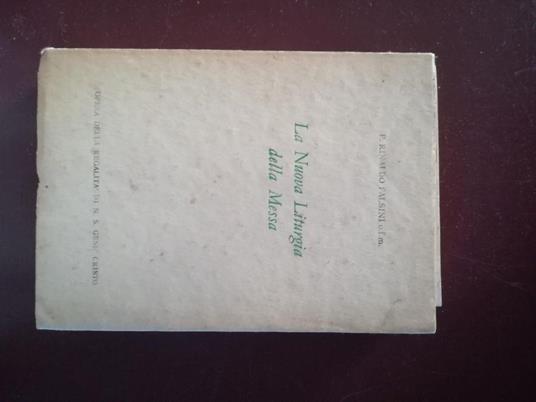 P. RINALDO FALSINI o.f.m.
La Nuova Liturgia
della Messa
OPERA DELLA REGALITA' DI N. S. GESU' CRISTO